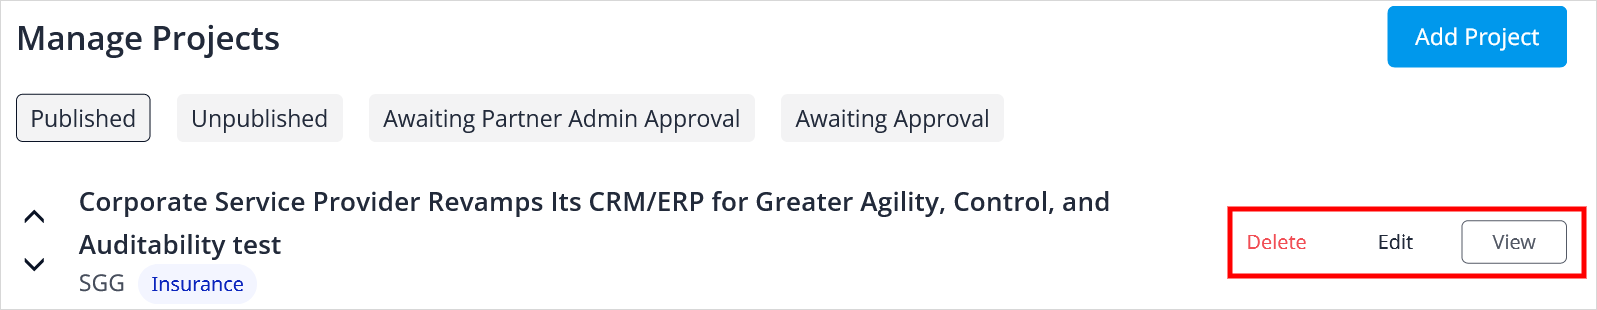 Manage Projects
Add Project
Published
Unpublished
Awaiting Partner Admin Approval
Awaiting Approval
Corporate Service Provider Revamps Its CRM/ERP for Greater Agility, Control, and
Auditability test
SGG
Insurance
Delete
Edit
View